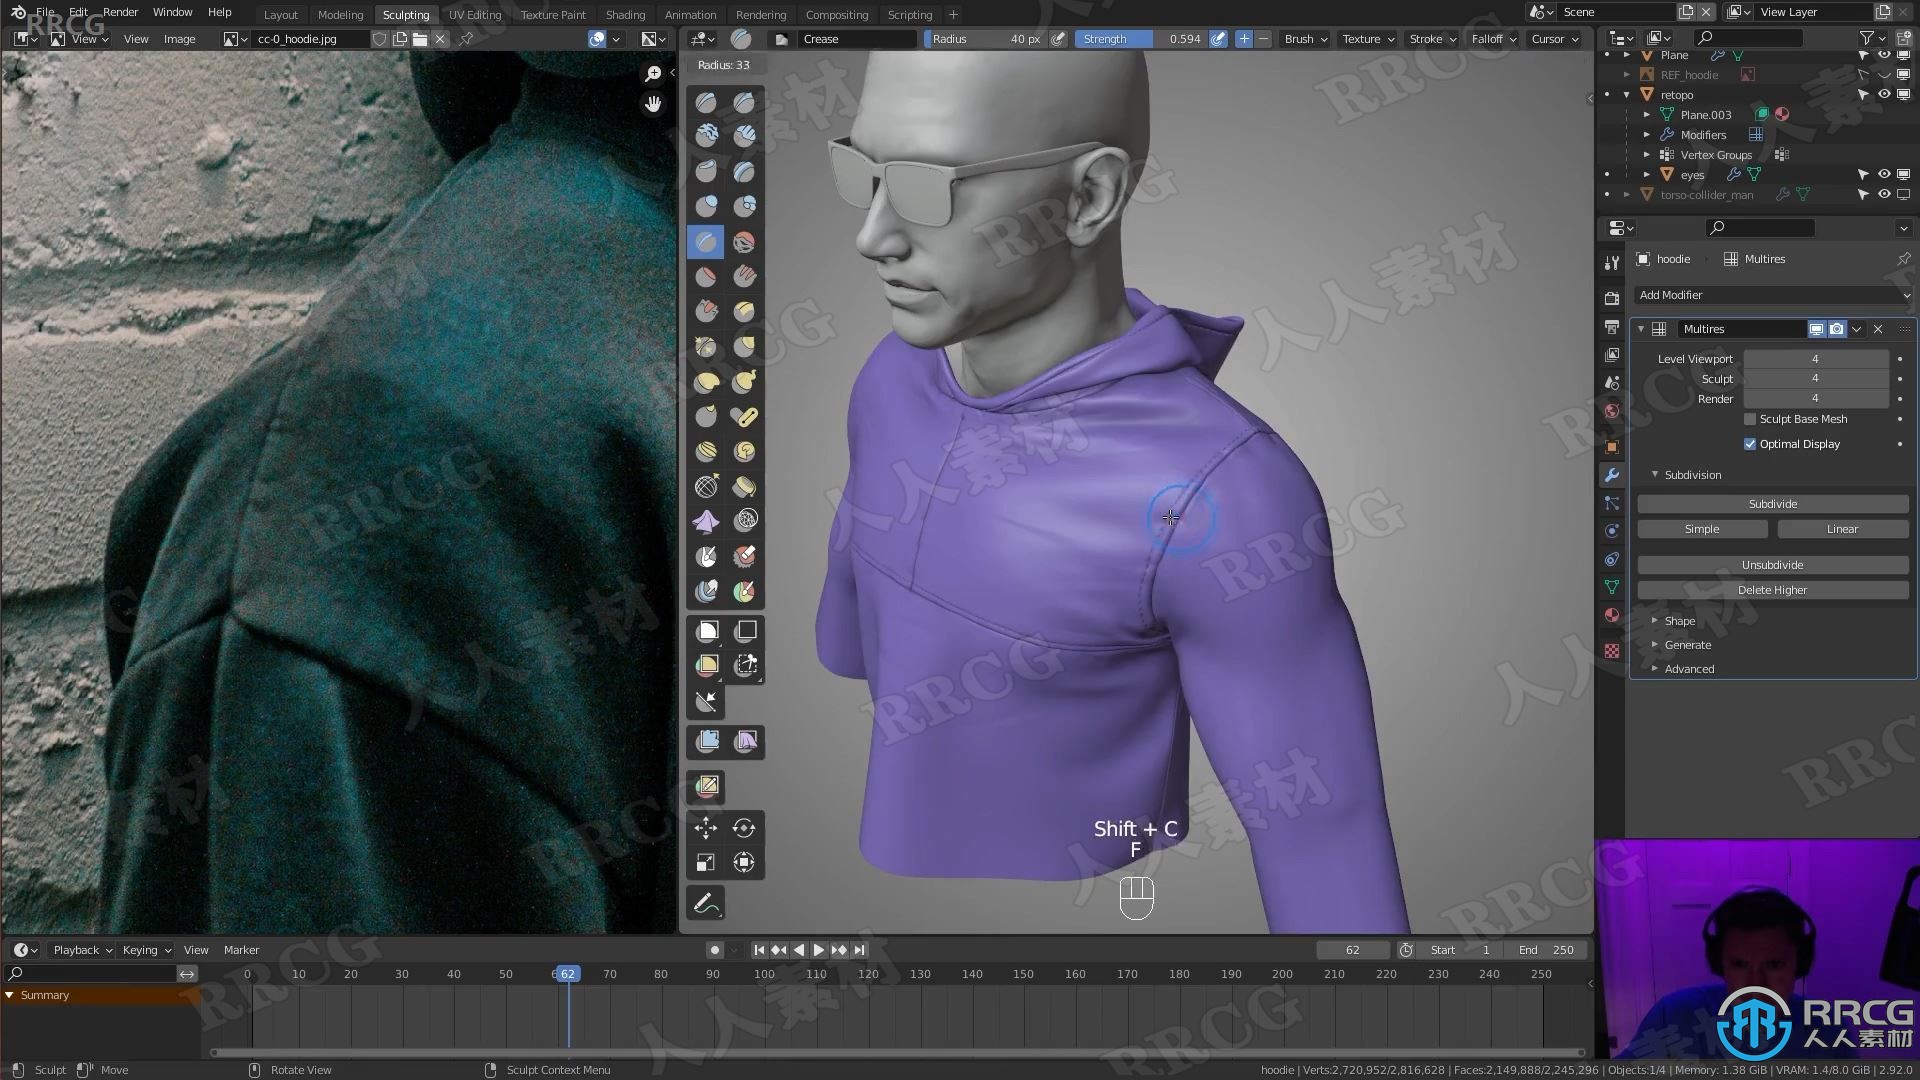 File Edit Render Window Help Layout Modeling Sculpting UV Editing Texture Paint Shading Animation Rendering Compositing Scripting + Scene View Layer
View View Image cc-0_hoodie.jpg Crease Radius 40 px Strength 0.594 Brush Texture Stroke Falloff Cursor
Radius: 33
Plane
REF_hoodie
retopo
Plane.003
Modifiers
Vertex Groups
eyes
torso-collider_man
hoodie Multires
Add Modifier
Multires
Level Viewport 4
Sculpt 4
Render 4
Sculpt Base Mesh
Optimal Display
Subdivision
Subdivide
Simple Linear
Unsubdivide
Delete Higher
Shape
Generate
Advanced
Shift + C
F
Playback Keying View Marker 62 Start 1 End 250
0 10 20 30 40 50 62 70 80 90 100 110 120 130 140 150 160 170 180 190 200 210 220 230 240 250
Summary
Sculpt Move Rotate View Sculpt Context Menu hoodie | Verts:2,720,952/2,816,628 | Faces:2,149,888/2,245,296 | Objects:1/4 | Memory: 1.38 GiB | VRAM: 1.4/8.0 GiB | 2.92.0
RRCG
人人素材